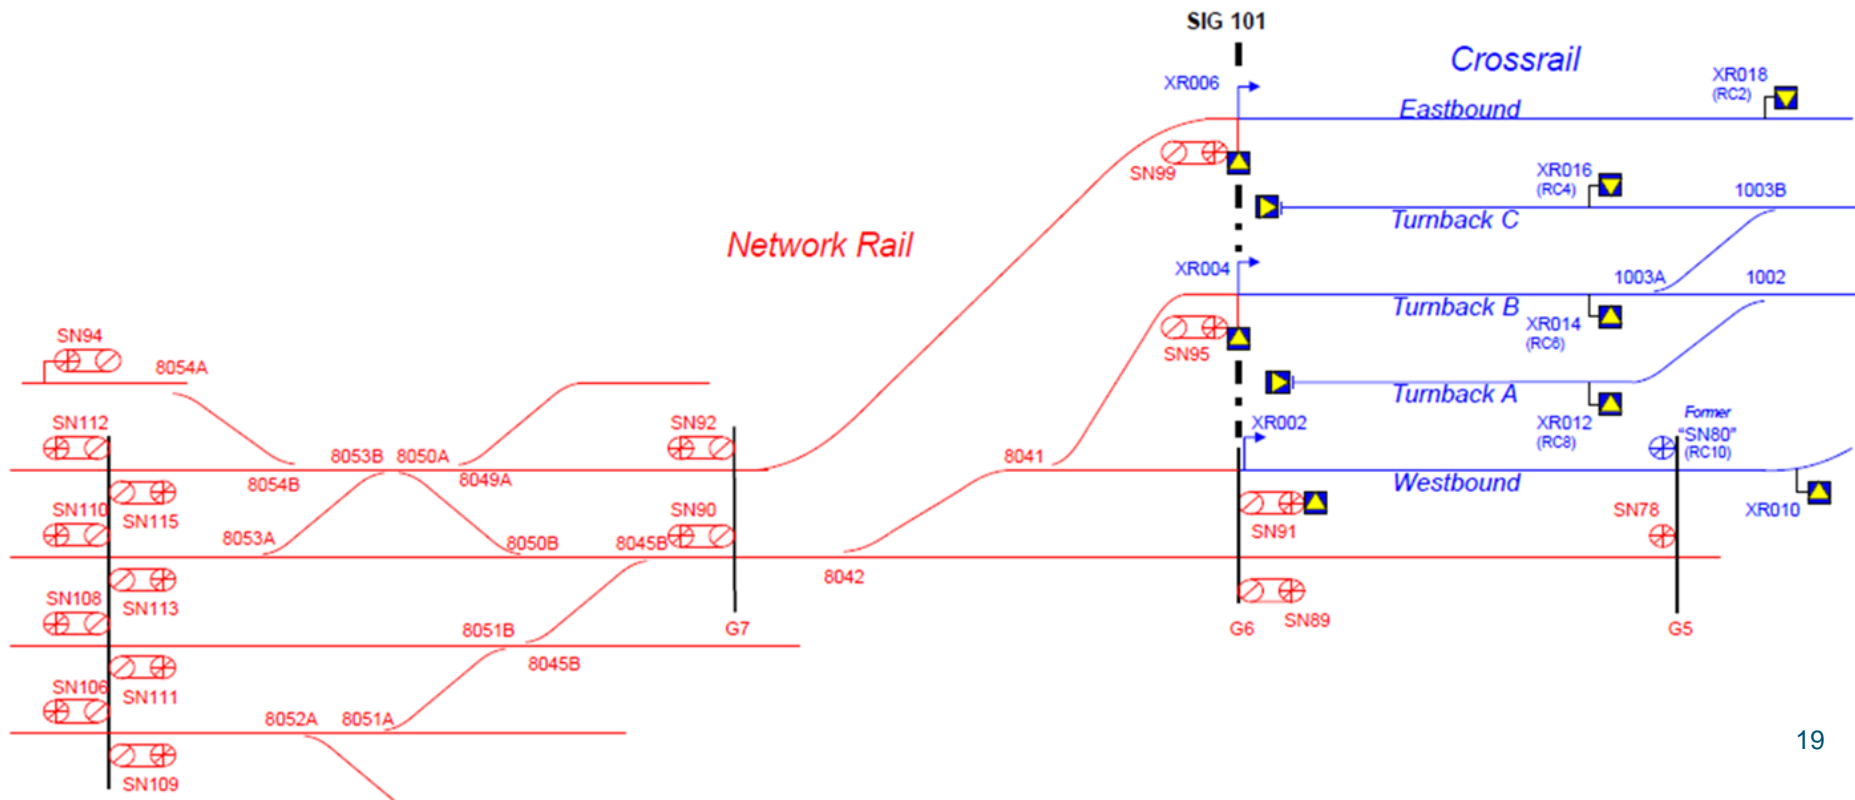 SIG 101
Crossrail
XR018
(RC2)
XR006
Eastbound
SN99
XR016
(RC4)
1003B
Turnback C
Network Rail
XR004
1003A
1002
Turnback B
XR014
(RC6)
SN95
SN94
8054A
Turnback A
XR012
(RC8)
Former
"SN80"
(RC10)
SN112
SN92
XR002
8053B
8050A
8041
8054B
8049A
Westbound
XR010
SN110
SN115
SN90
SN91
SN78
8053A
8050B
8045B
8042
SN108
SN113
8051B
G7
G6
SN89
G5
8045B
SN106
SN111
8052A
8051A
SN109
19